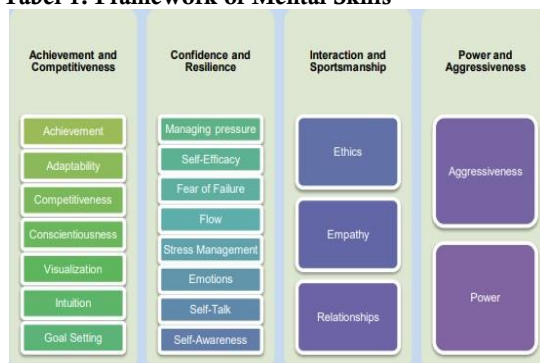 Tabel 1. Framework of Mental Skills
Achievement and
Competitiveness
Achievement
Adaptability
Competitiveness
Conscientiousness
Visualization
Intuition
Goal Setting
Confidence and
Resilience
Managing pressure
Self-Efficacy
Fear of Failure
Flow
Stress Management
Emotions
Self-Talk
Self-Awareness
Interaction and
Sportsmanship
Ethics
Empathy
Relationships
Power and
Aggressiveness
Aggressiveness
Power